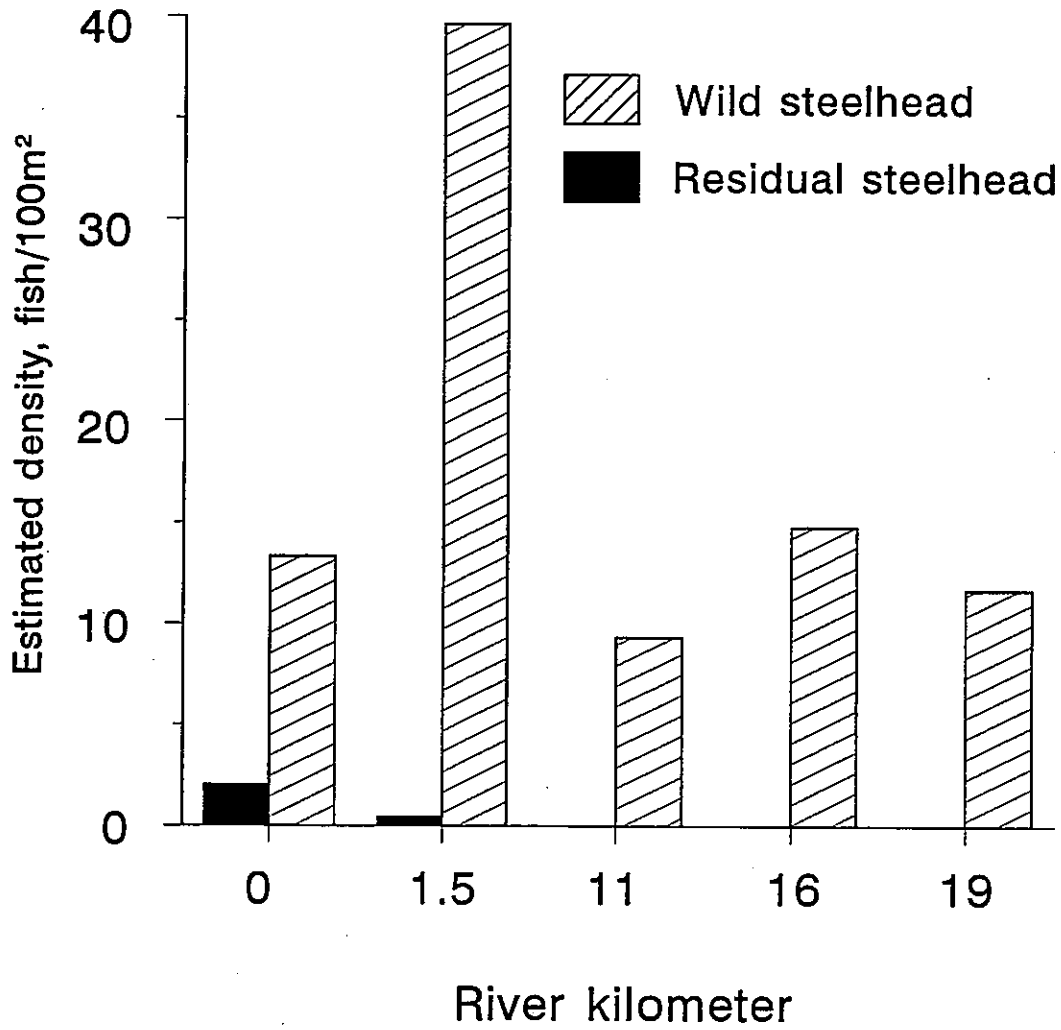 Estimated density, fish/100m²
40
30
20
10
0
Wild steelhead
Residual steelhead
0 1.5 11 16 19
River kilometer